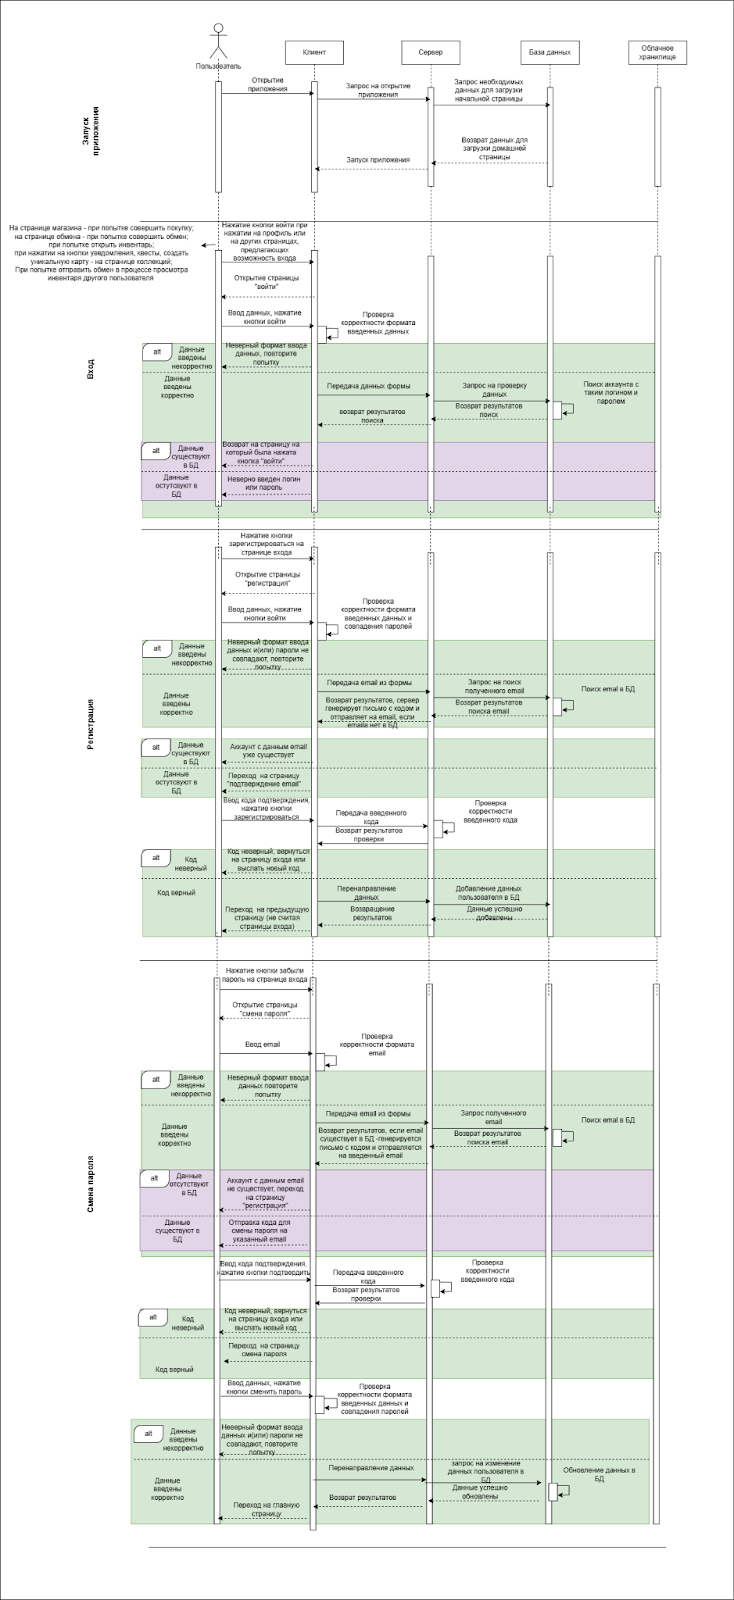 Пользователь
Клиент
Сервер
База данных
Облачное
хранилище
Запуск
приложения
Открытие
приложения
Запрос на открытие
приложения
Запрос необходимых
данных для загрузки
начальной страницы
Возврат данных для
загрузки домашней
страницы
Запуск приложения
На странице магазина - при попытке совершить покупку;
на странице обмена - при попытке совершить обмен;
при попытке открыть инвентарь;
при нажатии на кнопки уведомления, квесты, создать
уникальную карту - на странице коллекций;
При попытке отправить обмен в процессе просмотра
инвентаря другого пользователя
Вход
Нажатие кнопки войти при
нажатии на профиль или
на других страницах,
предлагающих
возможность входа
Открытие страницы
"войти"
Ввод данных, нажатие
кнопки войти
Проверка
корректности формата
введенных данных
alt
Данные
введены
некорректно
Неверный формат ввода
данных, повторите
попытку
Данные
введены
корректно
Передача данных формы
Запрос на проверку
данных
Поиск аккаунта с
таким логином и
паролем
Возврат результатов
поиск
возврат результатов
поиска
alt
Данные
существуют
в БД
Возврат на страницу на
который была нажата
кнопка "войти"
Данные
остутсвуют в
БД
Неверно введен логин
или пароль
Регистрация
Нажатие кнопки
зарегистрироваться на
странице входа
Открытие страницы
"регистрация"
Ввод данных, нажатие
кнопки войти
Проверка
корректности формата
введенных данных и
совпадения паролей
alt
Данные
введены
некорректно
Неверный формат ввода
данных и(или) пароли не
совпадают, повторите
попытку
Данные
введены
корректно
Передача email из формы
Запрос на поиск
полученного email
Поиск emal в БД
Возврат результатов
поиска email
Возврат результатов, сервер
генерирует письмо с кодом и
отправляет на email, если
emailа нет в БД
alt
Данные
существуют
в БД
Аккаунт с данным email
уже существует
Данные
остутсвуют в
БД
Переход на страницу
"подтверждение email"
Ввод кода подтверждения,
нажатие кнопки
зарегистрироваться
Передача введенного
кода
Проверка
корректности
введенного кода
Возврат результатов
проверки
alt
Код
неверный
Код неверный, вернуться
на страницу входа или
выслать новый код
Код верный
Перенаправление
данных
Добавление данных
пользователя в БД
Данные успешно
добавлены
Возвращение
результатов
Переход на предыдущую
страницу (не считая
страницы входа)
Смена пароля
Нажатие кнопки забыли
пароль на странице входа
Открытие страницы
"смена пароля"
Ввод email
Проверка
корректности формата
email
alt
Данные
введены
некорректно
Неверный формат ввода
данных повторите
попытку
Данные
введены
корректно
Передача email из формы
Запрос полученного
email
Поиск emal в БД
Возврат результатов
поиска email
Возврат результатов, если email
существует в БД -генерируется
письмо с кодом и отправляется
на введенный email
alt
Данные
отсутствуют
в БД
Аккаунт с данным email
не существует, переход
на страницу
"регистрация"
Данные
существуют в
БД
Отправка кода для
смены пароля на
указанный email
Ввод кода подтверждения,
нажатие кнопки подтвердить
Передача введенного
кода
Проверка
корректности
введенного кода
Возврат результатов
проверки
alt
Код
неверный
Код неверный, вернуться
на страницу входа или
выслать новый код
Код верный
Переход на страницу
смена пароля
Ввод данных, нажатие
кнопки сменить пароль
Проверка
корректности формата
введенных данных и
совпадения паролей
alt
Данные
введены
некорректно
Неверный формат ввода
данных и(или) пароли не
совпадают, повторите
попытку
Данные
введены
корректно
Перенаправление данных
запрос на изменение
данных пользователя в
БД
Обновление данных в
БД
Данные успешно
обновлены
Возврат результатов
Переход на главную
страницу